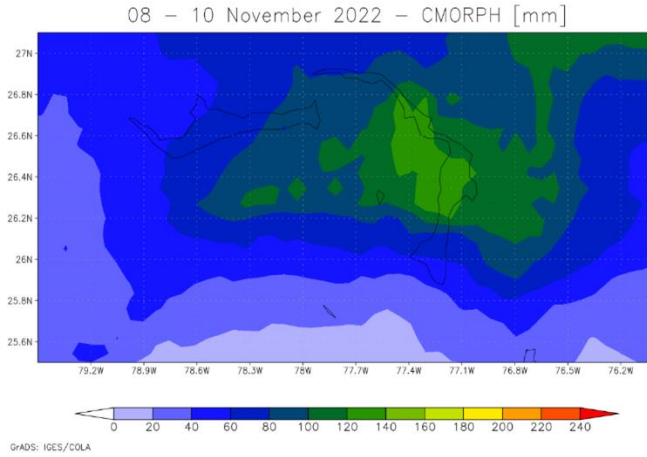 08 – 10 November 2022 – CMORPH [mm]
27N
26.8N
26.6N
26.4N
26.2N
26N
25.8N
25.6N
79.2W 78.9W 78.6W 78.3W 78W 77.7W 77.4W 77.1W 76.8W 76.5W 76.2W
0 20 40 60 80 100 120 140 160 180 200 220 240
GrADS: IGES/COLA